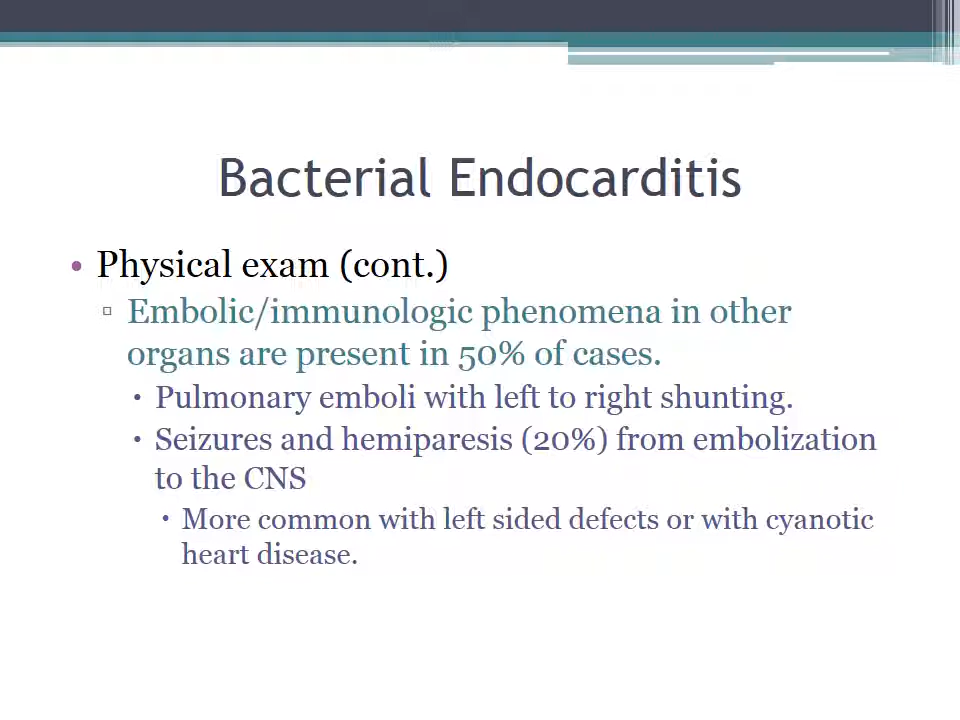 Bacterial Endocarditis
• Physical exam (cont.)
▫ Embolic/immunologic phenomena in other
organs are present in 50% of cases.
▪ Pulmonary emboli with left to right shunting.
▪ Seizures and hemiparesis (20%) from embolization
to the CNS
• More common with left sided defects or with cyanotic
heart disease.